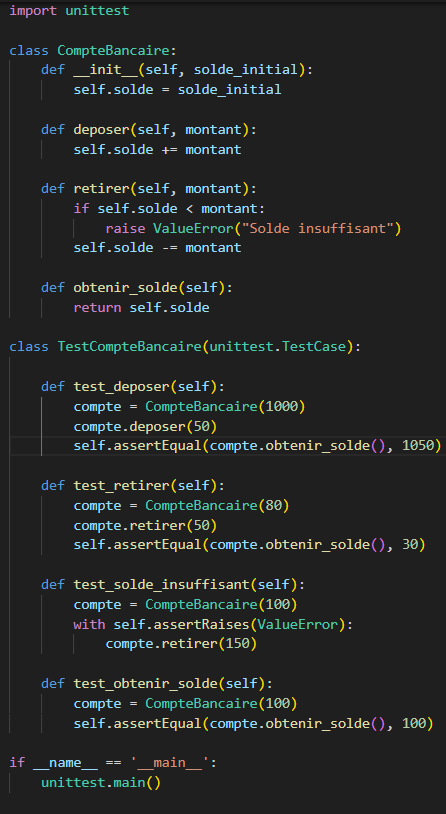 import unittest
class CompteBancaire:
    def __init__(self, solde_initial):
        self.solde = solde_initial
    def deposer(self, montant):
        self.solde += montant
    def retirer(self, montant):
        if self.solde < montant:
            raise ValueError("Solde insuffisant")
        self.solde -= montant
    def obtenir_solde(self):
        return self.solde
class TestCompteBancaire(unittest.TestCase):
    def test_deposer(self):
        compte = CompteBancaire(1000)
        compte.deposer(50)
        self.assertEqual(compte.obtenir_solde(), 1050)
    def test_retirer(self):
        compte = CompteBancaire(80)
        compte.retirer(50)
        self.assertEqual(compte.obtenir_solde(), 30)
    def test_solde_insuffisant(self):
        compte = CompteBancaire(100)
        with self.assertRaises(ValueError):
            compte.retirer(150)
    def test_obtenir_solde(self):
        compte = CompteBancaire(100)
        self.assertEqual(compte.obtenir_solde(), 100)
if __name__ == '__main__':
    unittest.main()